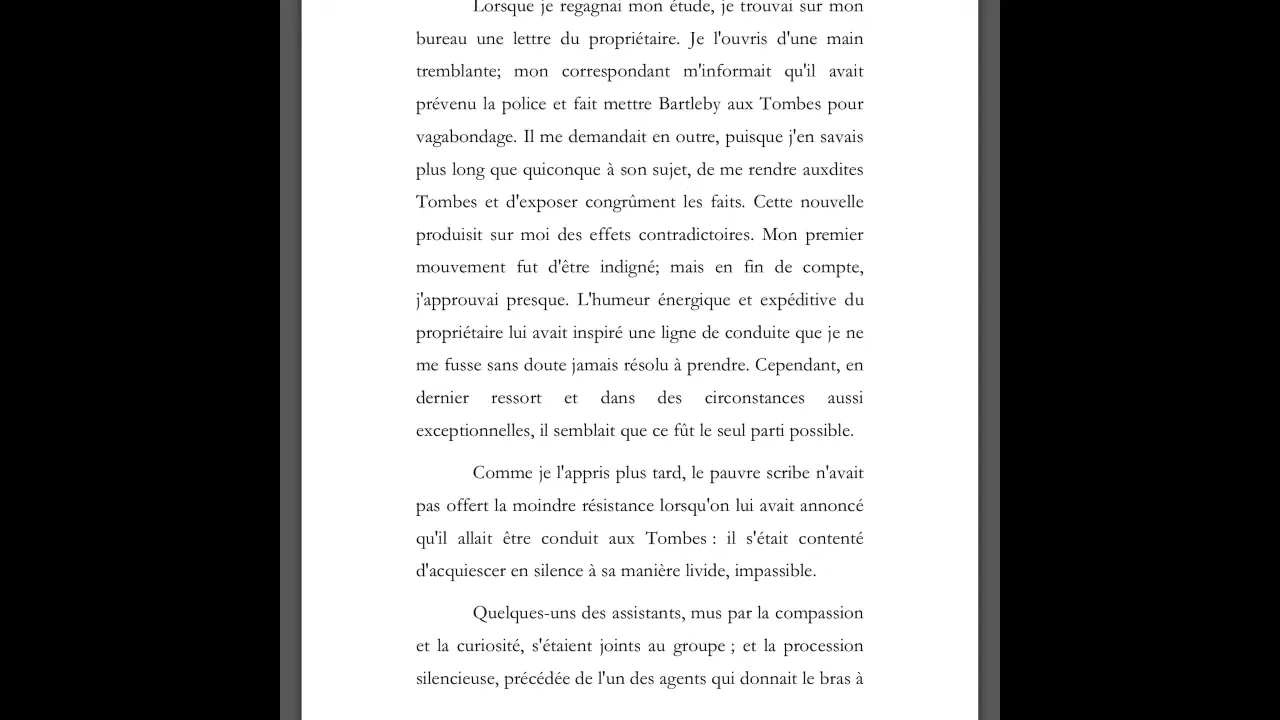 Lorsque je regagnai mon étude, je trouvai sur mon
bureau une lettre du propriétaire. Je l'ouvris d'une main
tremblante; mon correspondant m'informait qu'il avait
prévenu la police et fait mettre Bartleby aux Tombes pour
vagabondage. Il me demandait en outre, puisque j'en savais
plus long que quiconque à son sujet, de me rendre auxdites
Tombes et d'exposer congrûment les faits. Cette nouvelle
produisit sur moi des effets contradictoires. Mon premier
mouvement fut d'être indigné; mais en fin de compte,
j'approuvai presque. L'humeur énergique et expéditive du
propriétaire lui avait inspiré une ligne de conduite que je ne
me fusse sans doute jamais résolu à prendre. Cependant, en
dernier ressort et dans des circonstances aussi
exceptionnelles, il semblait que ce fût le seul parti possible.
Comme je l'appris plus tard, le pauvre scribe n'avait
pas offert la moindre résistance lorsqu'on lui avait annoncé
qu'il allait être conduit aux Tombes : il s'était contenté
d'acquiescer en silence à sa manière livide, impassible.
Quelques-uns des assistants, mus par la compassion
et la curiosité, s'étaient joints au groupe ; et la procession
silencieuse, précédée de l'un des agents qui donnait le bras à